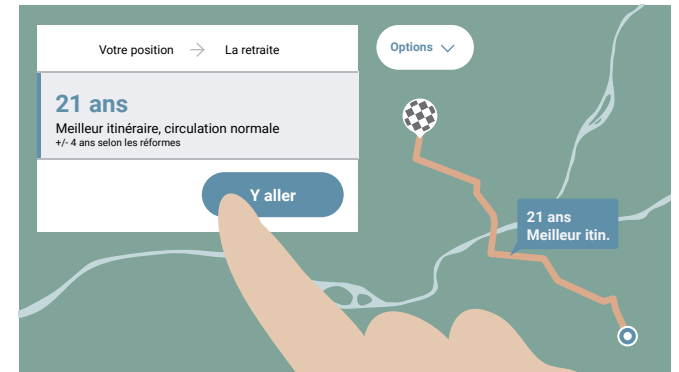 Votre position → La retraite
Options
21 ans
Meilleur itinéraire, circulation normale
+/- 4 ans selon les réformes
Y aller
21 ans
Meilleur itin.